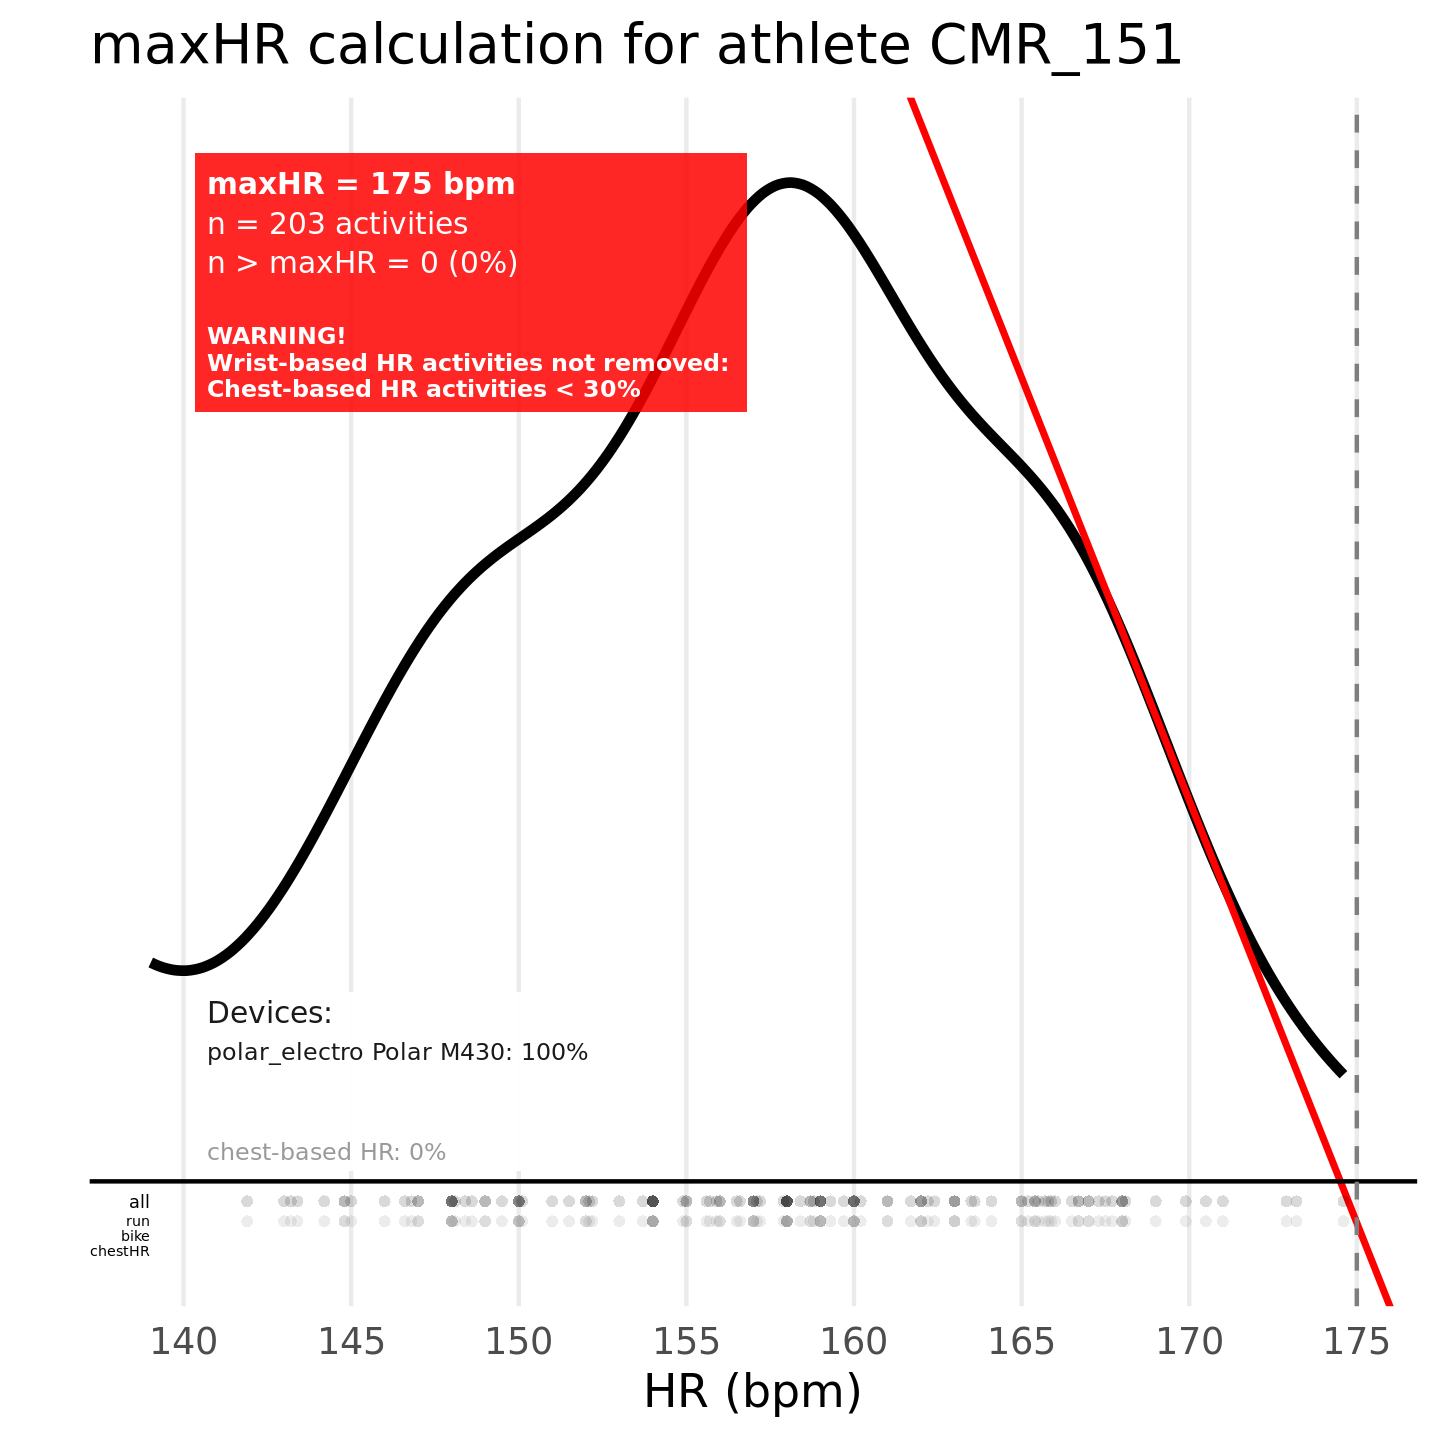 maxHR calculation for athlete CMR_151
maxHR = 175 bpm
n = 203 activities
n > maxHR = 0 (0%)
WARNING!
Wrist-based HR activities not removed:
Chest-based HR activities < 30%
Devices:
polar_electro Polar M430: 100%
chest-based HR: 0%
all
run
bike
chestHR
140 145 150 155 160 165 170 175
HR (bpm)